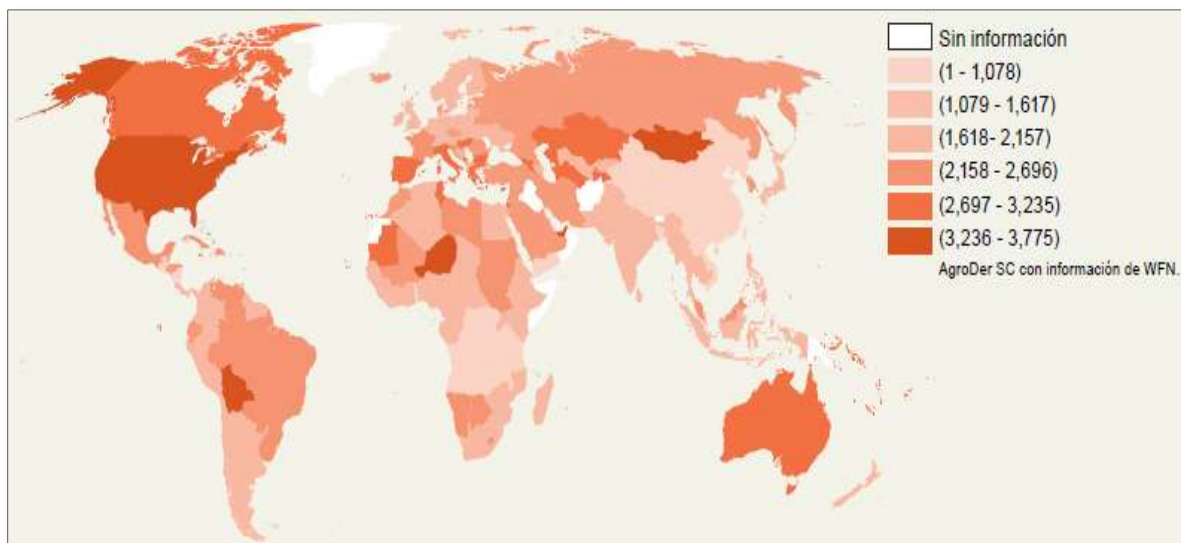 Sin información
(1 - 1,078)
(1,079 - 1,617)
(1,618- 2,157)
(2,158 - 2,696)
(2,697 - 3,235)
(3,236 - 3,775)
AgroDer SC con información de WFN.